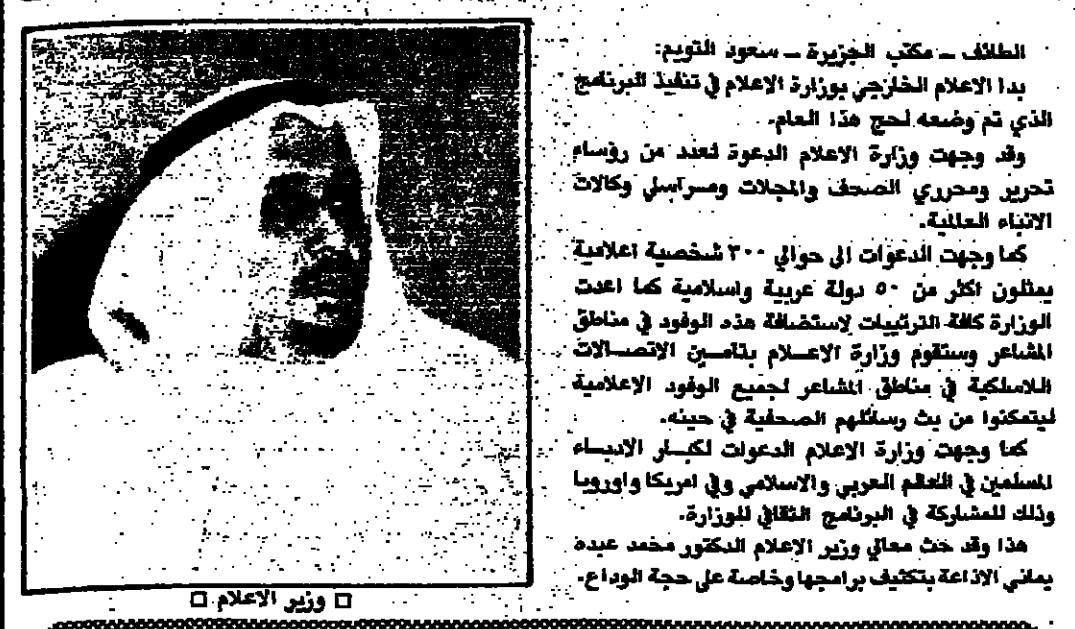 الطائف ــ مكتب الجزيرة ــ سعود التويم:
بدا الاعلام الخارجي بوزارة الاعلام في تنفيذ البرنامج
الذي تم وضعه لحج هذا العام.
وقد وجهت وزارة الاعلام الدعوة لعدد من رؤساء
تحرير ومحرري الصحف والمجلات ومراسلي وكالات
الانباء العالمية.
كما وجهت الدعوات الى حوالي ٣٠٠ شخصية اعلامية
يمثلون اكثر من ٥٠ دولة عربية واسلامية كما اعدت
الوزارة كافة الترتيبات لاستضافة هذه الوفود في مناطق
المشاعر وستقوم وزارة الاعلام بتامين الاتصالات
اللاسلكية في مناطق المشاعر لجميع الوفود الاعلامية
ليتمكنوا من بث رسائلهم الصحفية في حينه.
كما وجهت وزارة الاعلام الدعوات لكبار الادباء
المسلمين في العالم العربي والاسلامي وفي امريكا واوروبا
وذلك للمشاركة في البرنامج الثقافي للوزارة.
هذا وقد حث معالي وزير الاعلام الدكتور محمد عبده
يماني الاذاعة بتكثيف برامجها وخاصة على حجة الوداع.
□ وزير الاعلام □